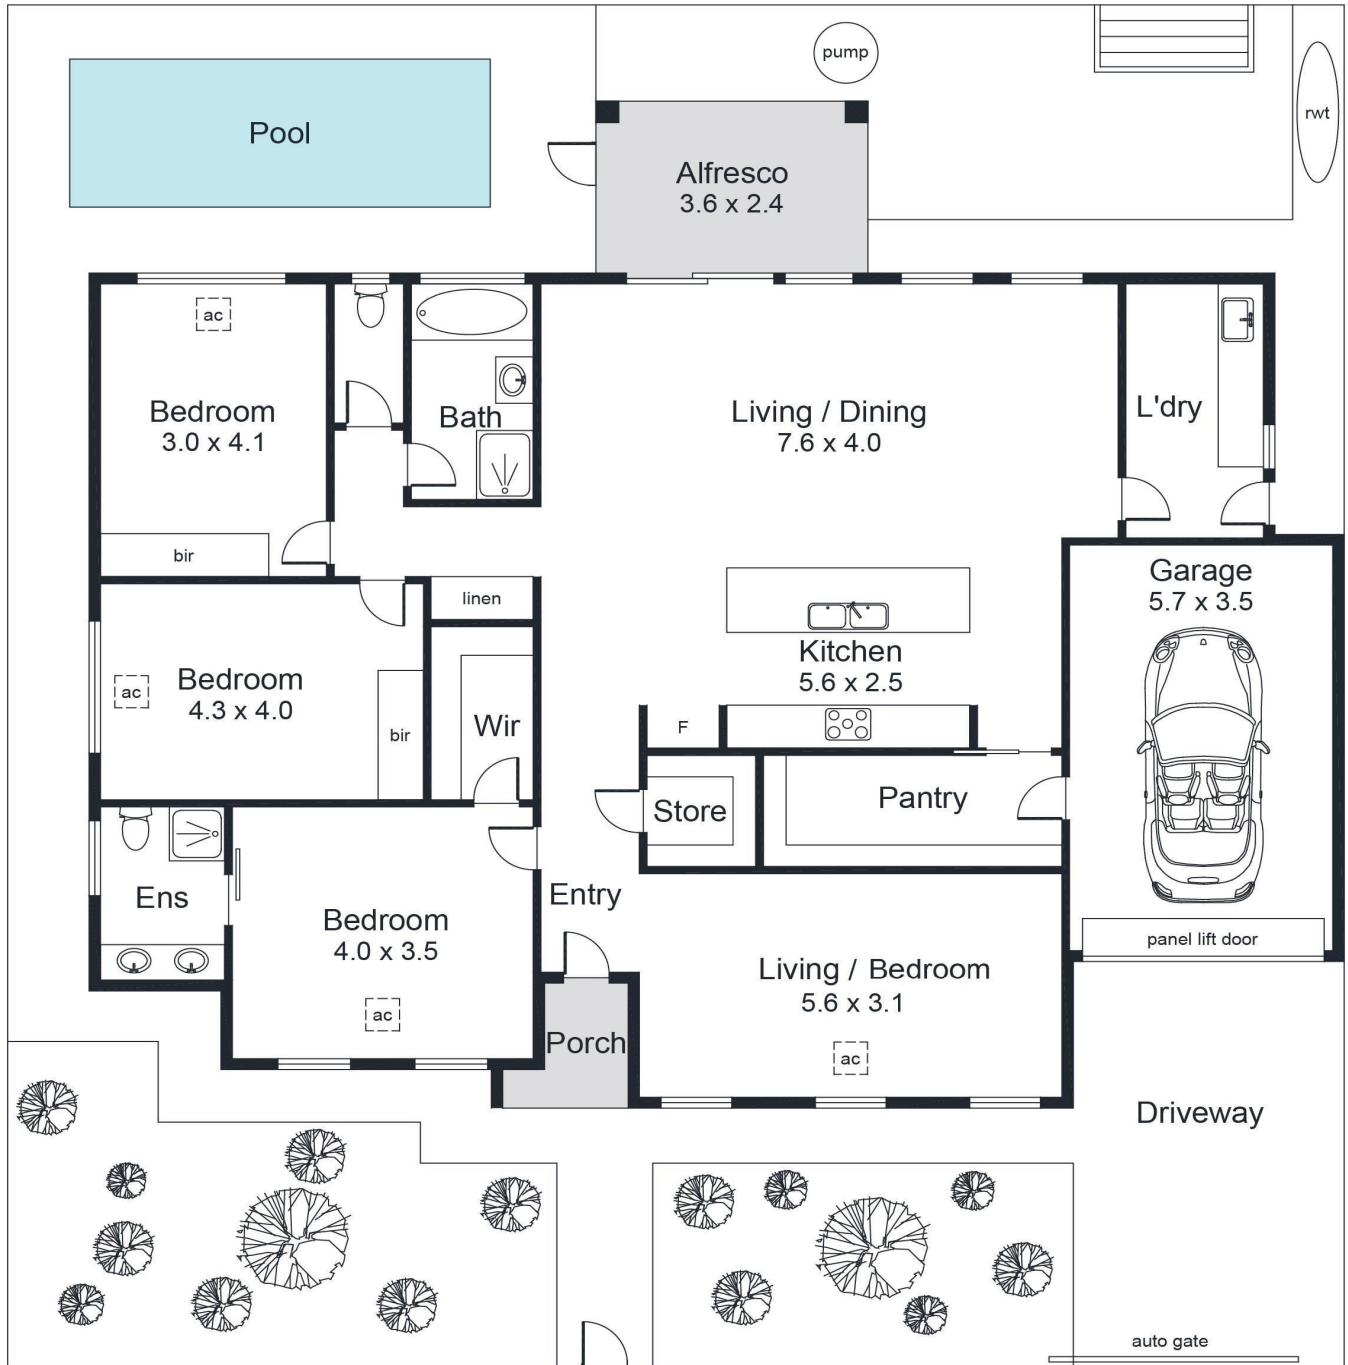 pump
rwt
Pool
Alfresco
3.6 x 2.4
ac
Bedroom
3.0 x 4.1
Bath
Living / Dining
7.6 x 4.0
L'dry
bir
linen
Garage
5.7 x 3.5
Kitchen
5.6 x 2.5
ac
Bedroom
4.3 x 4.0
bir
Wir
F
Store
Pantry
Ens
Entry
Bedroom
4.0 x 3.5
ac
panel lift door
Living / Bedroom
5.6 x 3.1
ac
Porch
Driveway
auto gate